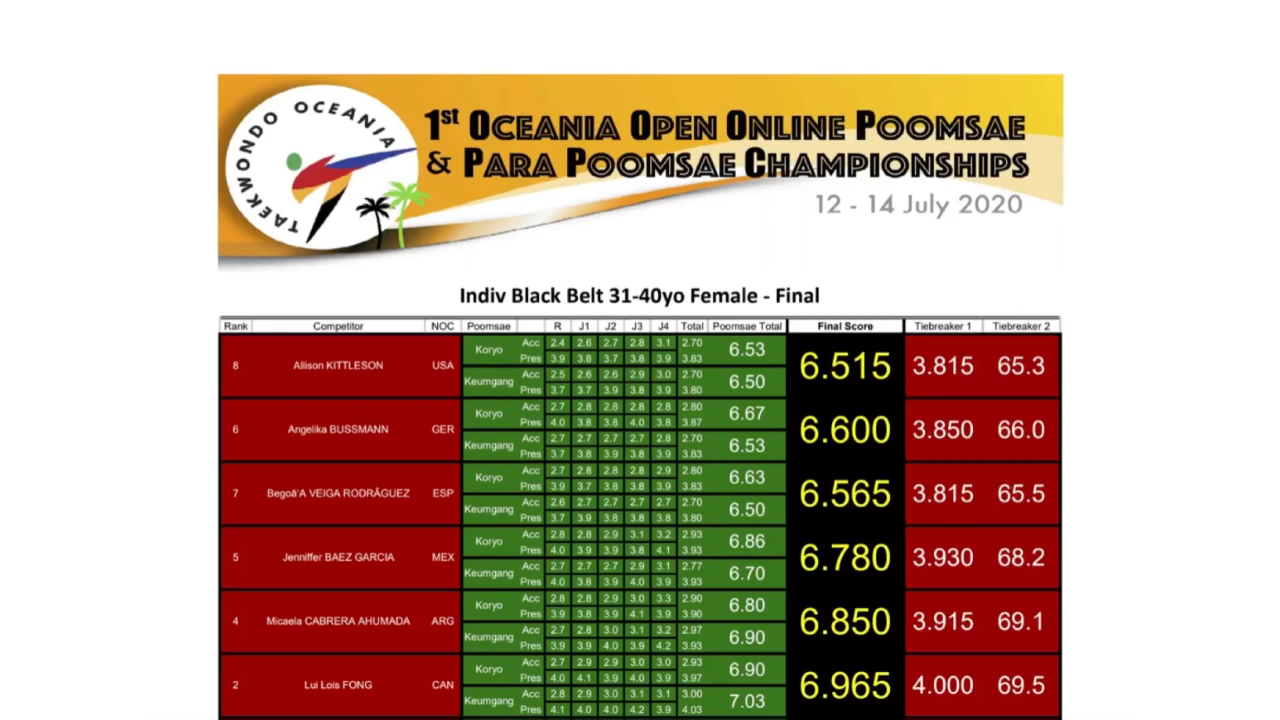 TAEKWONDO OCEANIA
1st OCEANIA OPEN ONLINE POOMSAE
& PARA POOMSAE CHAMPIONSHIPS
12 - 14 July 2020
Indiv Black Belt 31-40yo Female - Final
Rank Competitor NOC Poomsae R J1 J2 J3 J4 Total Poomsae Total Final Score Tiebreaker 1 Tiebreaker 2
8 Allison KITTLESON USA Koryo Acc 2.4 2.6 2.7 2.8 3.1 2.70 6.53 6.515 3.815 65.3
Pres 3.9 3.8 3.7 3.8 3.9 3.83
Keumgang Acc 2.5 2.6 2.6 2.9 3.0 2.70 6.50
Pres 3.7 3.7 3.9 3.8 3.9 3.80
6 Angelika BUSSMANN GER Koryo Acc 2.7 2.8 2.8 2.8 2.8 2.80 6.67 6.600 3.850 66.0
Pres 4.0 3.8 3.8 4.0 3.8 3.87
Keumgang Acc 2.7 2.7 2.7 2.7 2.8 2.70 6.53
Pres 3.7 3.8 3.9 3.8 3.8 3.83
7 Begoã'A VEIGA RODRÃGUEZ ESP Koryo Acc 2.7 2.8 2.8 2.8 2.9 2.80 6.63 6.565 3.815 65.5
Pres 3.9 3.7 3.8 3.8 3.9 3.83
Keumgang Acc 2.6 2.7 2.7 2.7 2.7 2.70 6.50
Pres 3.7 3.9 3.8 3.8 3.8 3.80
5 Jenniffer BAEZ GARCIA MEX Koryo Acc 2.8 2.8 2.9 3.1 3.2 2.93 6.86 6.780 3.930 68.2
Pres 4.0 3.9 3.9 3.8 4.1 3.93
Keumgang Acc 2.7 2.7 2.7 2.9 3.1 2.77 6.70
Pres 4.0 3.8 3.9 4.0 3.9 3.93
4 Micaela CABRERA AHUMADA ARG Koryo Acc 2.8 2.8 2.9 3.0 3.3 2.90 6.80 6.850 3.915 69.1
Pres 3.9 3.8 3.9 4.1 3.9 3.90
Keumgang Acc 2.7 2.8 3.0 3.1 3.2 2.97 6.90
Pres 3.9 3.9 4.0 3.9 4.2 3.93
2 Lui Lois FONG CAN Koryo Acc 2.7 2.9 2.9 3.0 3.0 2.93 6.90 6.965 4.000 69.5
Pres 4.0 4.1 3.9 4.0 3.9 3.97
Keumgang Acc 2.8 2.9 3.0 3.1 3.1 3.00 7.03
Pres 4.1 4.0 4.0 4.2 3.9 4.03